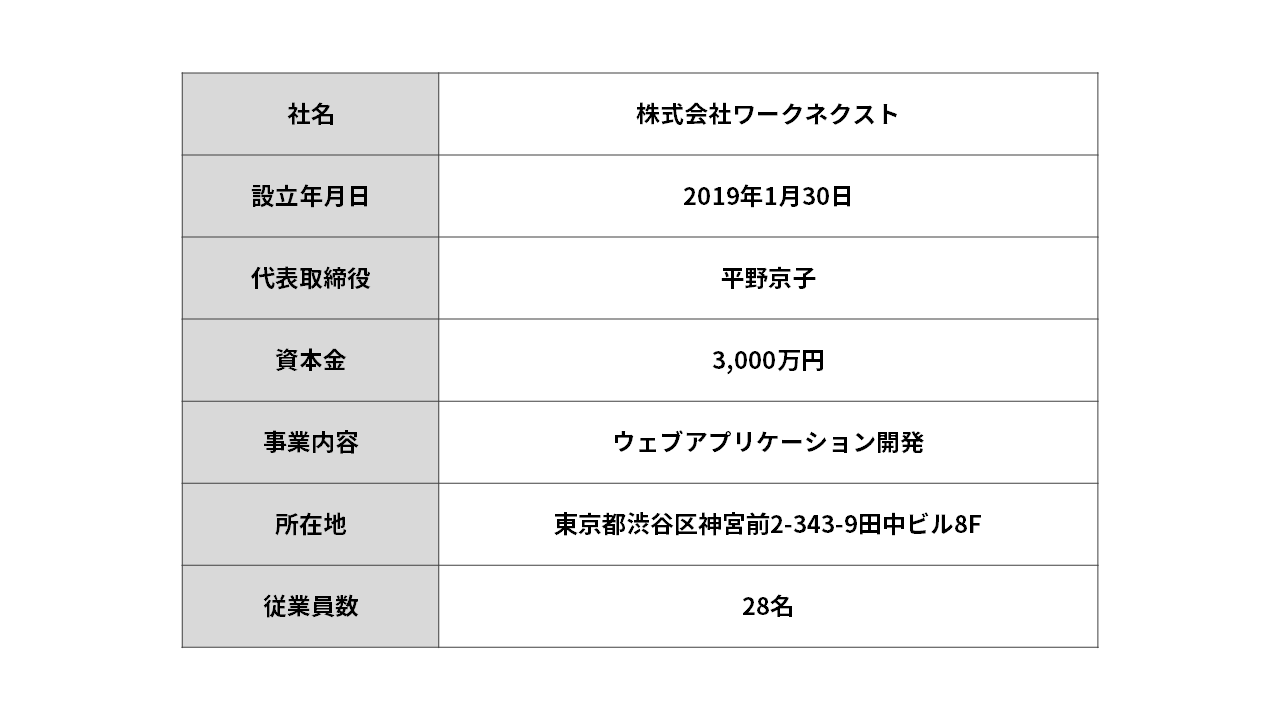 社名 株式会社ワークネクスト
設立年月日 2019年1月30日
代表取締役 平野京子
資本金 3,000万円
事業内容 ウェブアプリケーション開発
所在地 東京都渋谷区神宮前2-343-9田中ビル8F
従業員数 28名